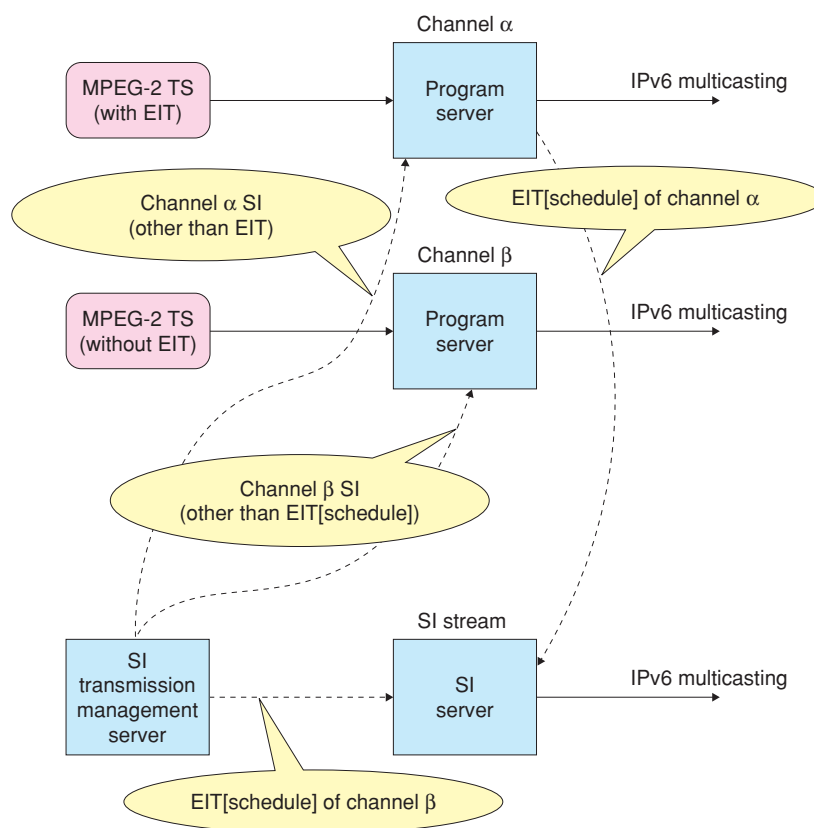 Channel α
MPEG-2 TS
(with EIT)
Program
server
IPv6 multicasting
Channel α SI
(other than EIT)
EIT[schedule] of channel α
Channel β
MPEG-2 TS
(without EIT)
Program
server
IPv6 multicasting
Channel β SI
(other than EIT[schedule])
SI stream
SI
transmission
management
server
SI
server
IPv6 multicasting
EIT[schedule] of channel β